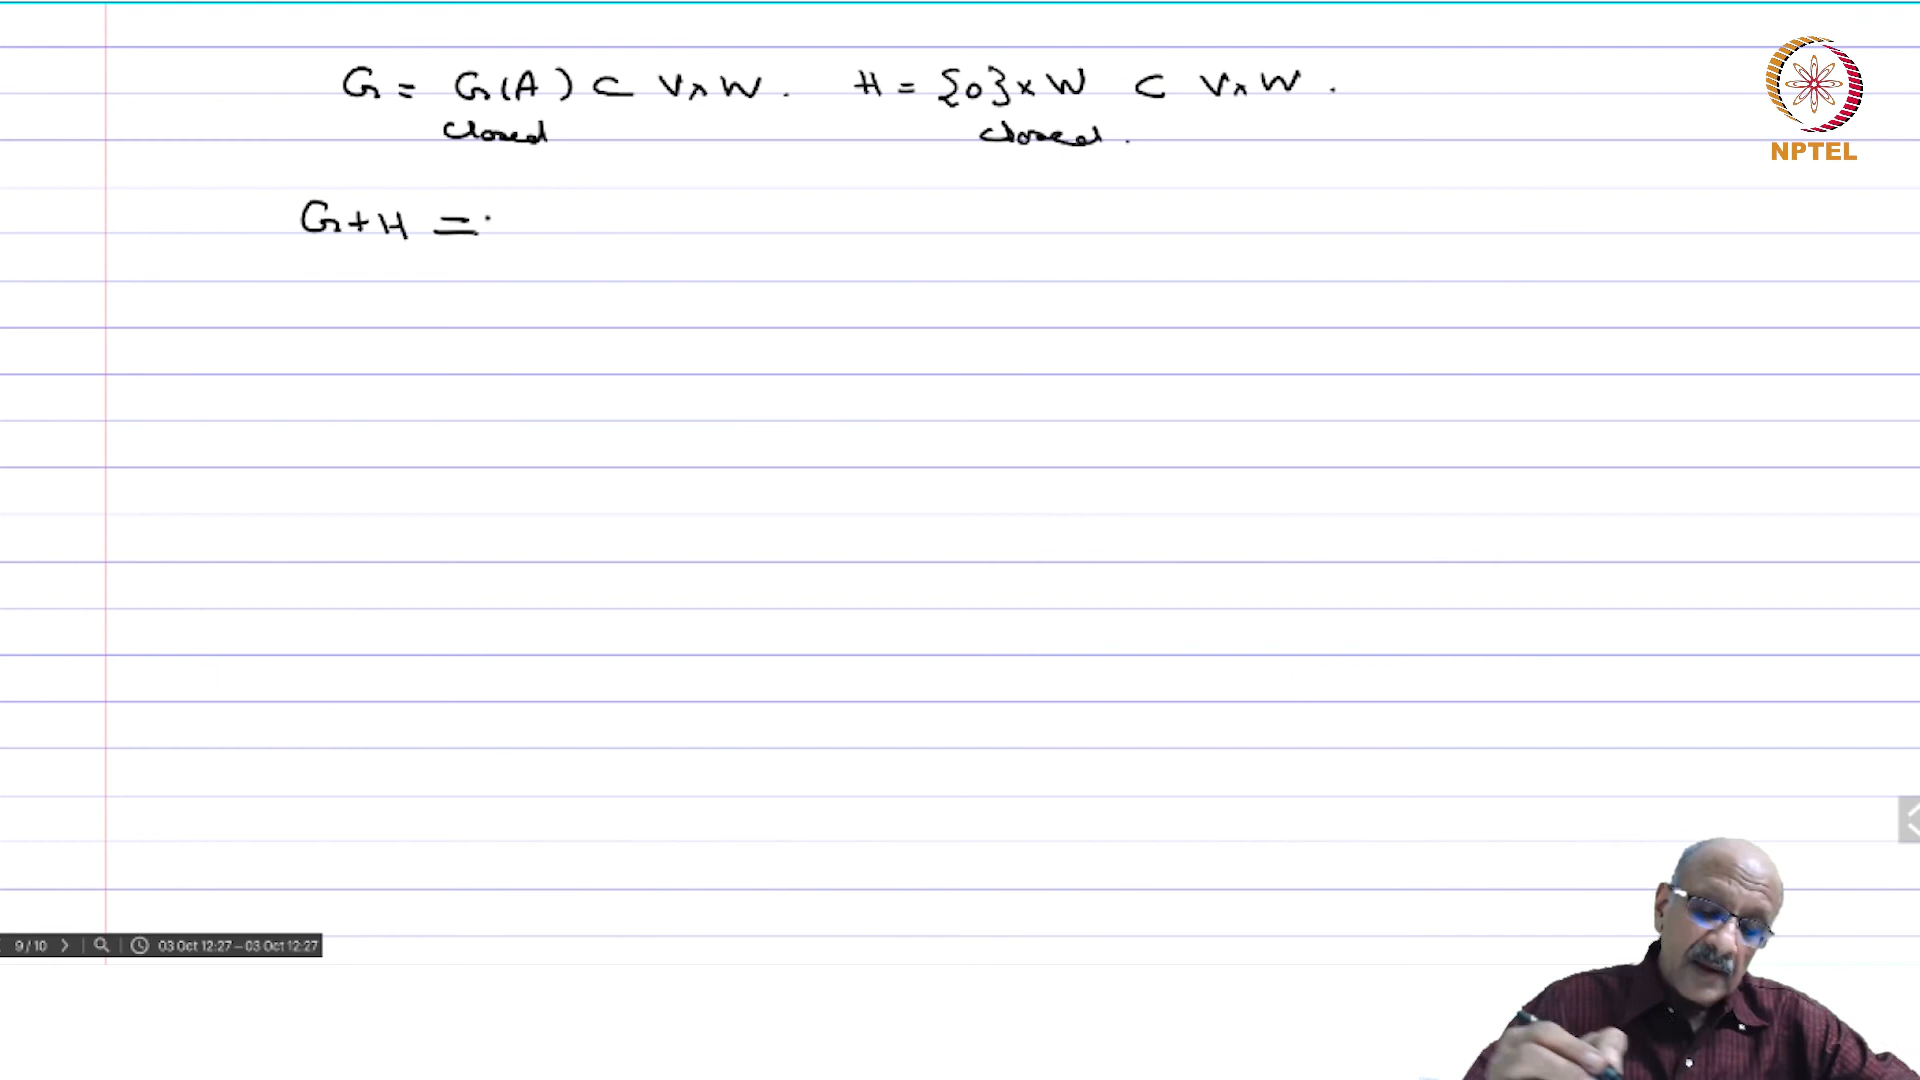 G = G(A) ⊂ V×W. H = {0}×W ⊂ V×W.
closed closed.
G+H =
NPTEL
9/10 03 Oct 12:27 – 03 Oct 12:27